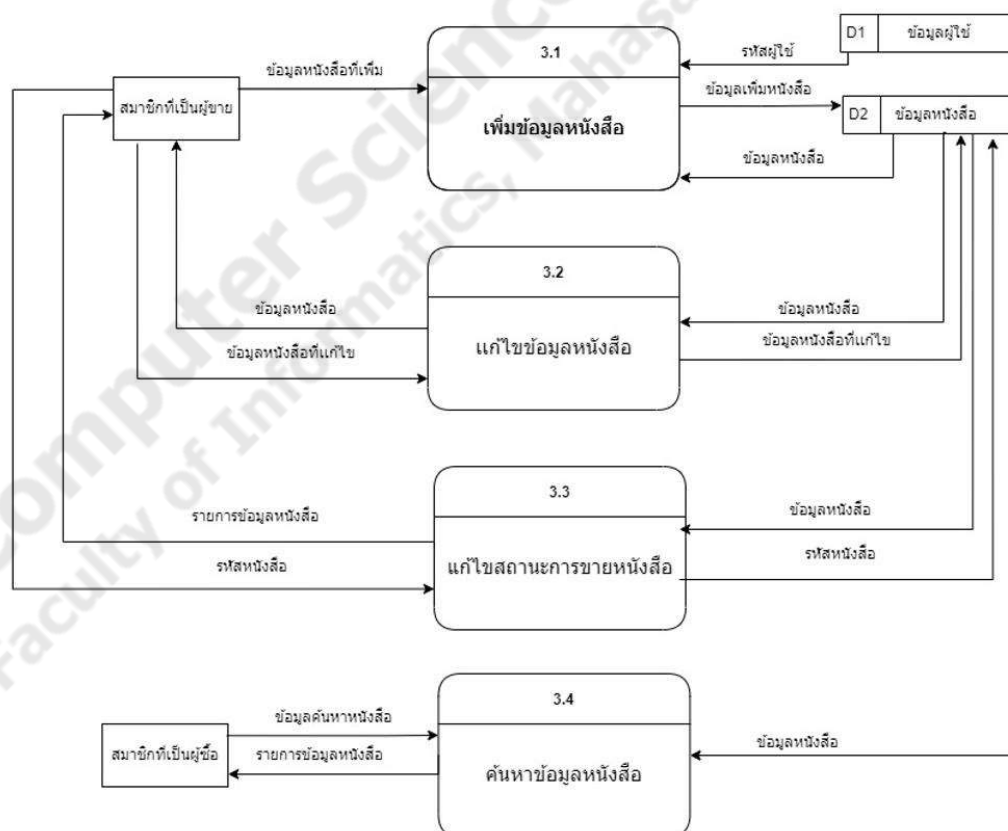 D1 ข้อมูลผู้ใช้
3.1
รหัสผู้ใช้
ข้อมูลหนังสือที่เพิ่ม
ข้อมูลเพิ่มหนังสือ
สมาชิกที่เป็นผู้ขาย
D2 ข้อมูลหนังสือ
เพิ่มข้อมูลหนังสือ
ข้อมูลหนังสือ
3.2
ข้อมูลหนังสือ
ข้อมูลหนังสือ
แก้ไขข้อมูลหนังสือ
ข้อมูลหนังสือที่แก้ไข
ข้อมูลหนังสือที่แก้ไข
3.3
รายการข้อมูลหนังสือ
ข้อมูลหนังสือ
รหัสหนังสือ
แก้ไขสถานะการขายหนังสือ
รหัสหนังสือ
3.4
ข้อมูลค้นหาหนังสือ
ข้อมูลหนังสือ
สมาชิกที่เป็นผู้ซื้อ
รายการข้อมูลหนังสือ
ค้นหาข้อมูลหนังสือ
Computer Science
Faculty of Informatics,